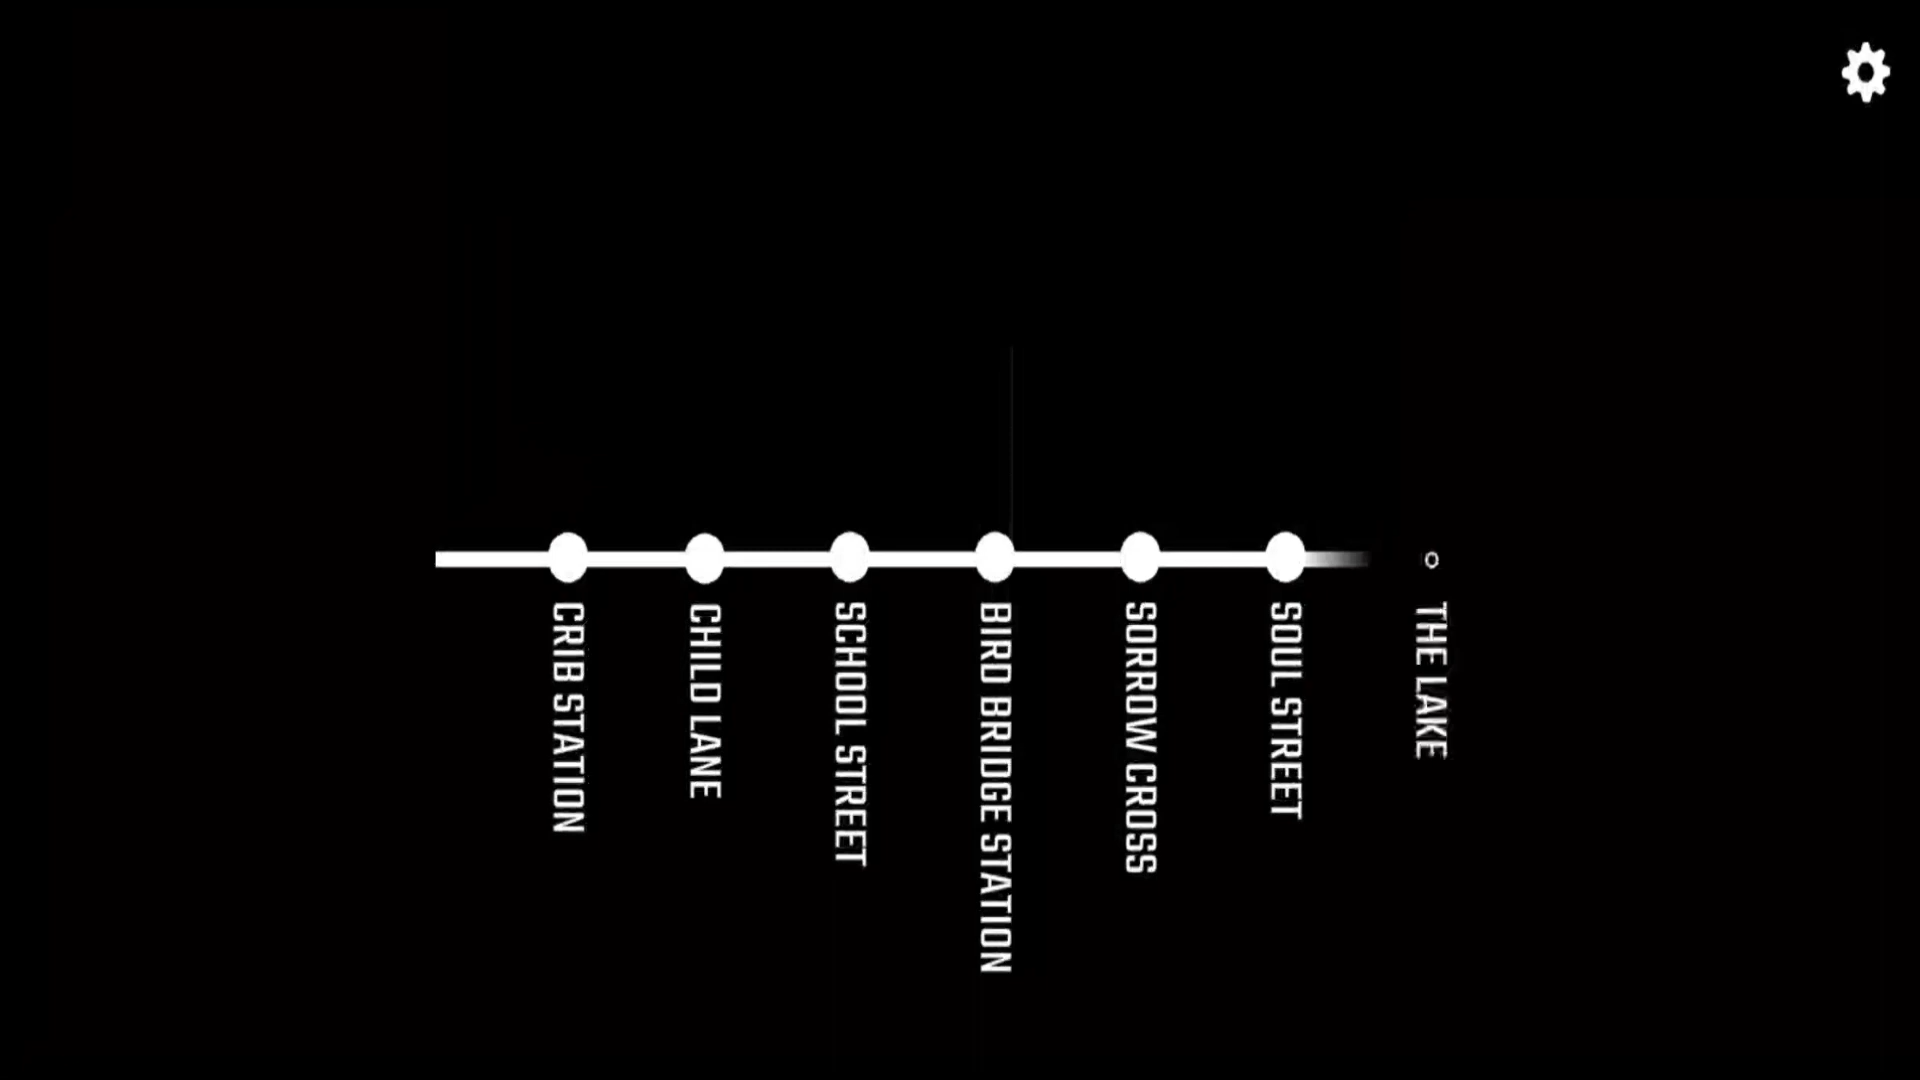 CRIB STATION
CHILD LANE
SCHOOL STREET
BIRD BRIDGE STATION
SORROW CROSS
SOUL STREET
THE LAKE